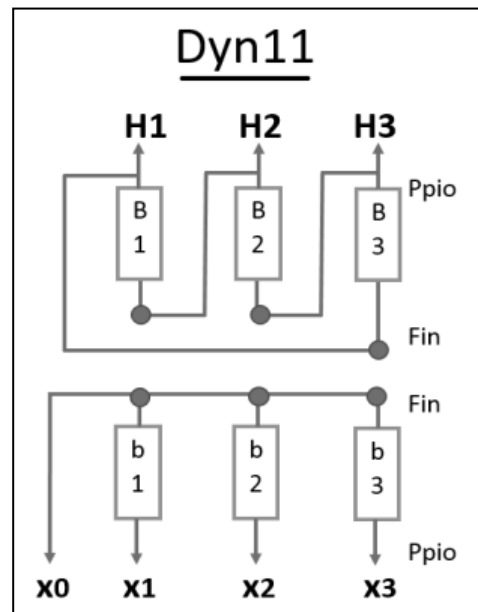 Dyn11
H1 H2 H3
Ppio
B B B
1 2 3
Fin
Fin
b b b
1 2 3
Ppio
x0 x1 x2 x3